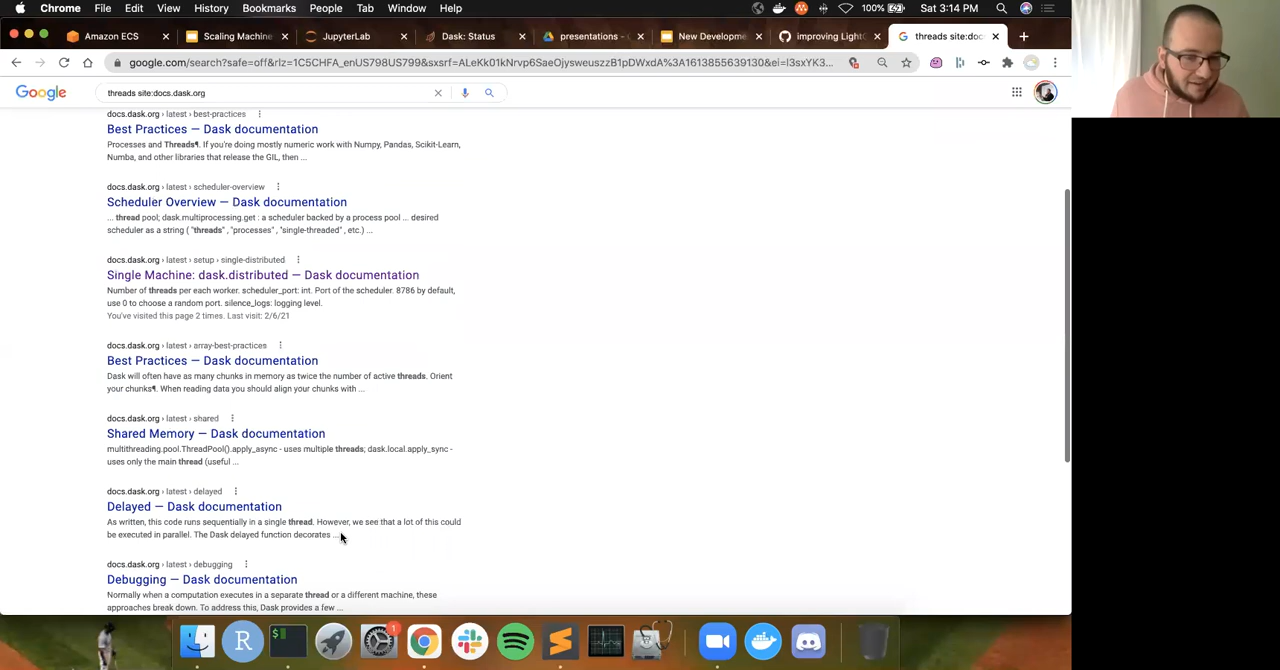 Chrome File Edit View History Bookmarks People Tab Window Help 100% Sat 3:14 PM
Amazon ECS Scaling Machine JupyterLab Dask: Status presentations - New Developme improving Light threads site:doc
google.com/search?safe=off&rlz=1C5CHFA_enUS798US799&sxsrf=ALeKk01kNrvp6SaeOjysweuszzB1pDWxdA%3A1613855639130&ei=l3sxYK3...
Google threads site:docs.dask.org
docs.dask.org › latest › best-practices
Best Practices — Dask documentation
Processes and Threads¶. If you're doing mostly numeric work with Numpy, Pandas, Scikit-Learn,
Numba, and other libraries that release the GIL, then ...
docs.dask.org › latest › scheduler-overview
Scheduler Overview — Dask documentation
... thread pool; dask.multiprocessing.get : a scheduler backed by a process pool ... desired
scheduler as a string ( "threads" , "processes" , "single-threaded" , etc.) ...
docs.dask.org › latest › setup › single-distributed
Single Machine: dask.distributed — Dask documentation
Number of threads per each worker. scheduler_port: int. Port of the scheduler. 8786 by default,
use 0 to choose a random port. silence_logs: logging level.
You've visited this page 2 times. Last visit: 2/6/21
docs.dask.org › latest › array-best-practices
Best Practices — Dask documentation
Dask will often have as many chunks in memory as twice the number of active threads. Orient
your chunks¶. When reading data you should align your chunks with ...
docs.dask.org › latest › shared
Shared Memory — Dask documentation
multithreading.pool.ThreadPool().apply_async - uses multiple threads; dask.local.apply_sync -
uses only the main thread (useful ...
docs.dask.org › latest › delayed
Delayed — Dask documentation
As written, this code runs sequentially in a single thread. However, we see that a lot of this could
be executed in parallel. The Dask delayed function decorates ...
docs.dask.org › latest › debugging
Debugging — Dask documentation
Normally when a computation executes in a separate thread or a different machine, these
approaches break down. To address this, Dask provides a few ...
R $ 1